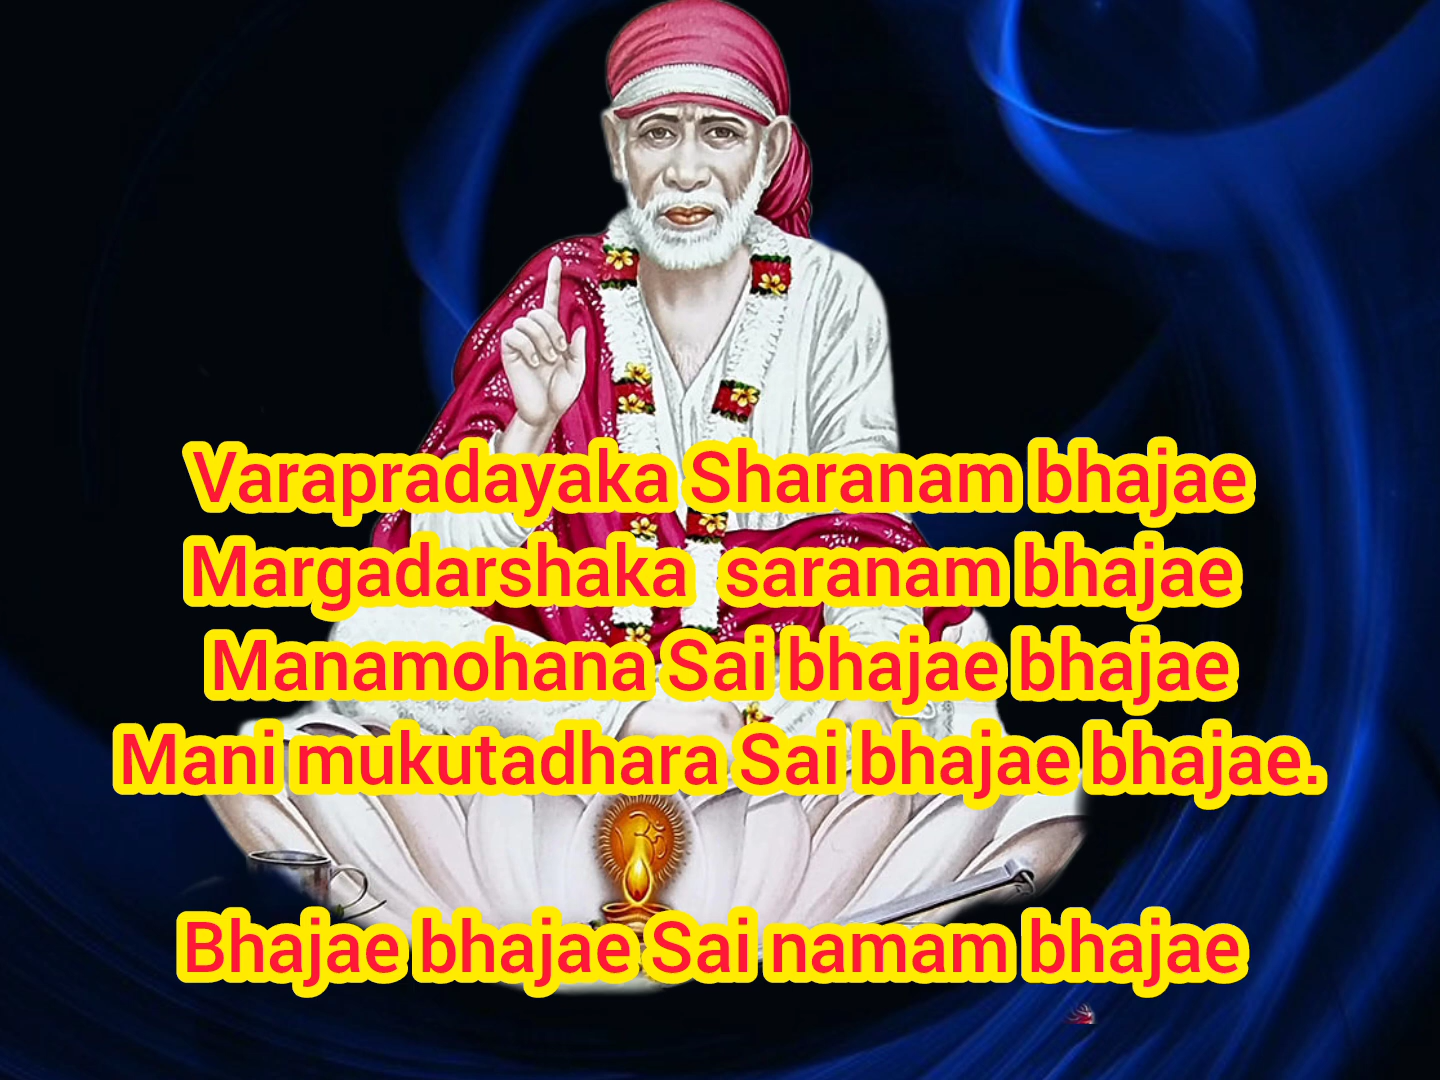 Varapradayaka Sharanam bhajae
Margadarshaka saranam bhajae
Manamohana Sai bhajae bhajae
Mani mukutadhara Sai bhajae bhajae.
ॐ
Bhajae bhajae Sai namam bhajae